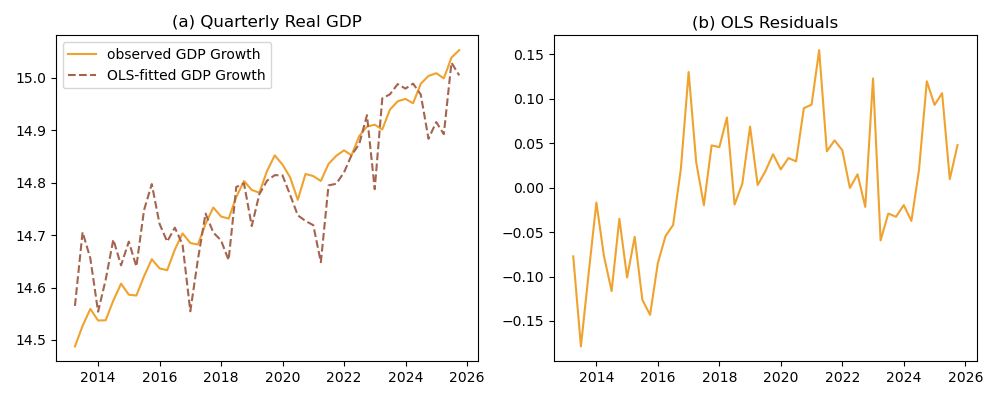 (a) Quarterly Real GDP
observed GDP Growth
OLS-fitted GDP Growth
15.0
14.9
14.8
14.7
14.6
14.5
2014 2016 2018 2020 2022 2024 2026
(b) OLS Residuals
0.15
0.10
0.05
0.00
−0.05
−0.10
−0.15
2014 2016 2018 2020 2022 2024 2026